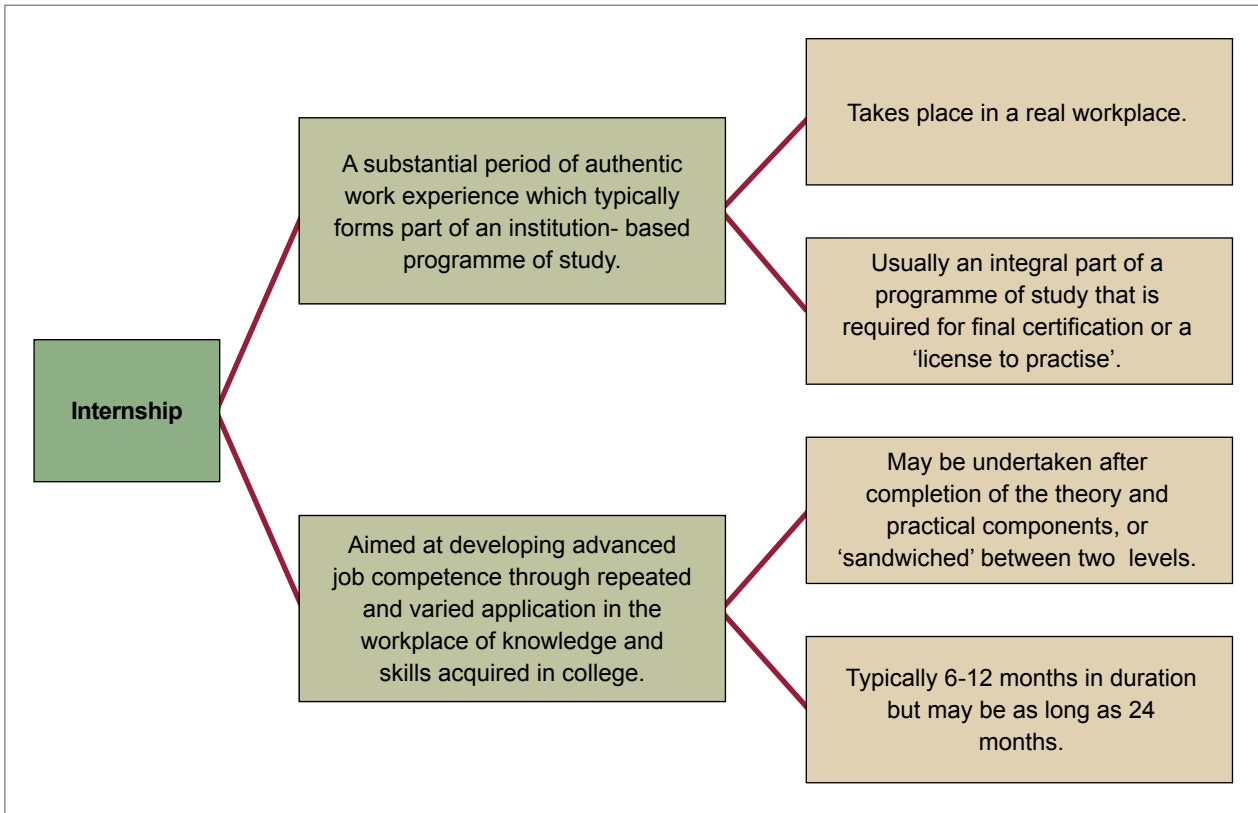 Internship
A substantial period of authentic
work experience which typically
forms part of an institution- based
programme of study.
Takes place in a real workplace.
Usually an integral part of a
programme of study that is
required for final certification or a
‘license to practise’.
Aimed at developing advanced
job competence through repeated
and varied application in the
workplace of knowledge and
skills acquired in college.
May be undertaken after
completion of the theory and
practical components, or
‘sandwiched’ between two  levels.
Typically 6-12 months in duration
but may be as long as 24
months.